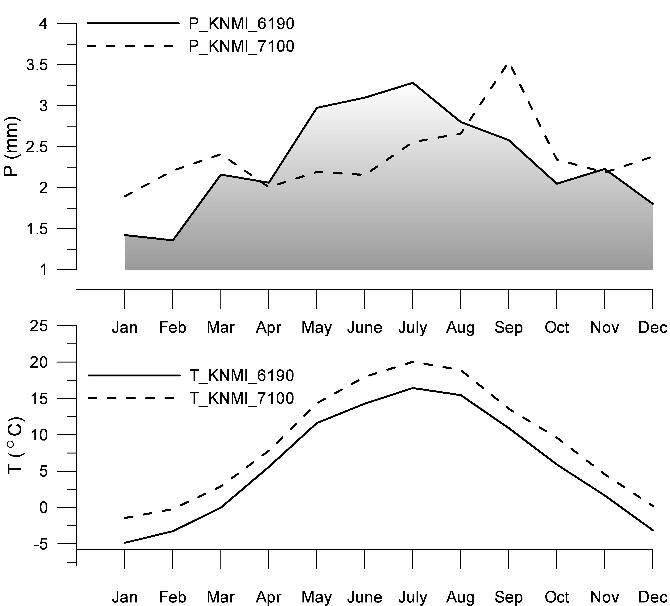 4
P_KNMI_6190
P_KNMI_7100
3.5
3
P (mm)
2.5
2
1.5
1
Jan Feb Mar Apr May June July Aug Sep Oct Nov Dec
25
20
T_KNMI_6190
T_KNMI_7100
15
10
T (°C)
5
0
-5
Jan Feb Mar Apr May June July Aug Sep Oct Nov Dec